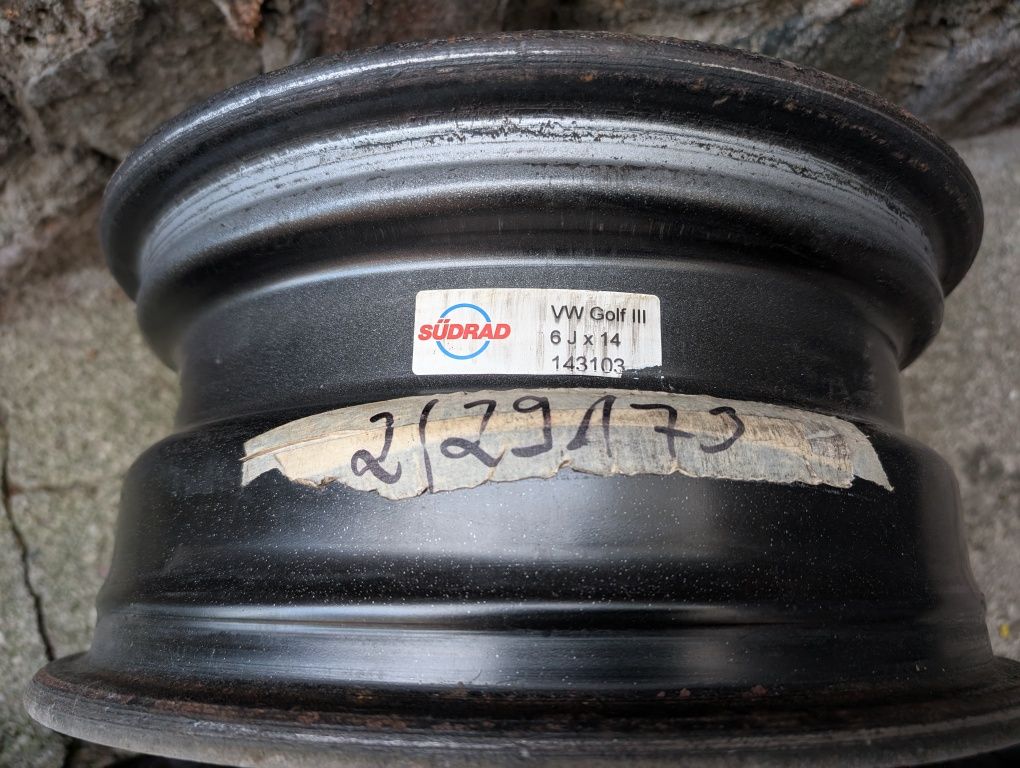 SÜDRAD
VW Golf III
6 J x 14
143103
2/29173